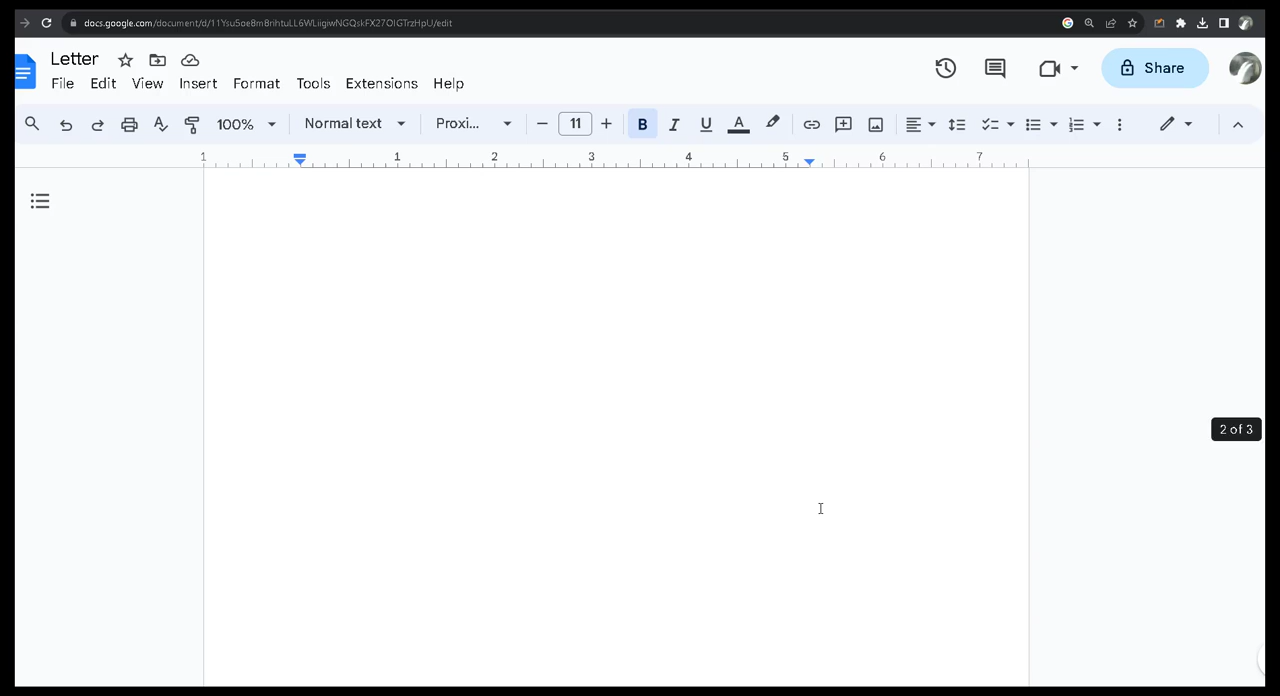 docs.google.com/document/d/11Ysu5oe8m8rihtuLL6WLiigiwNGQskFX27OIGTrzHpU/edit
Letter
File Edit View Insert Format Tools Extensions Help
Share
100% Normal text Proxi... 11 B I U A
1 1 2 3 4 5 6 7
2 of 3